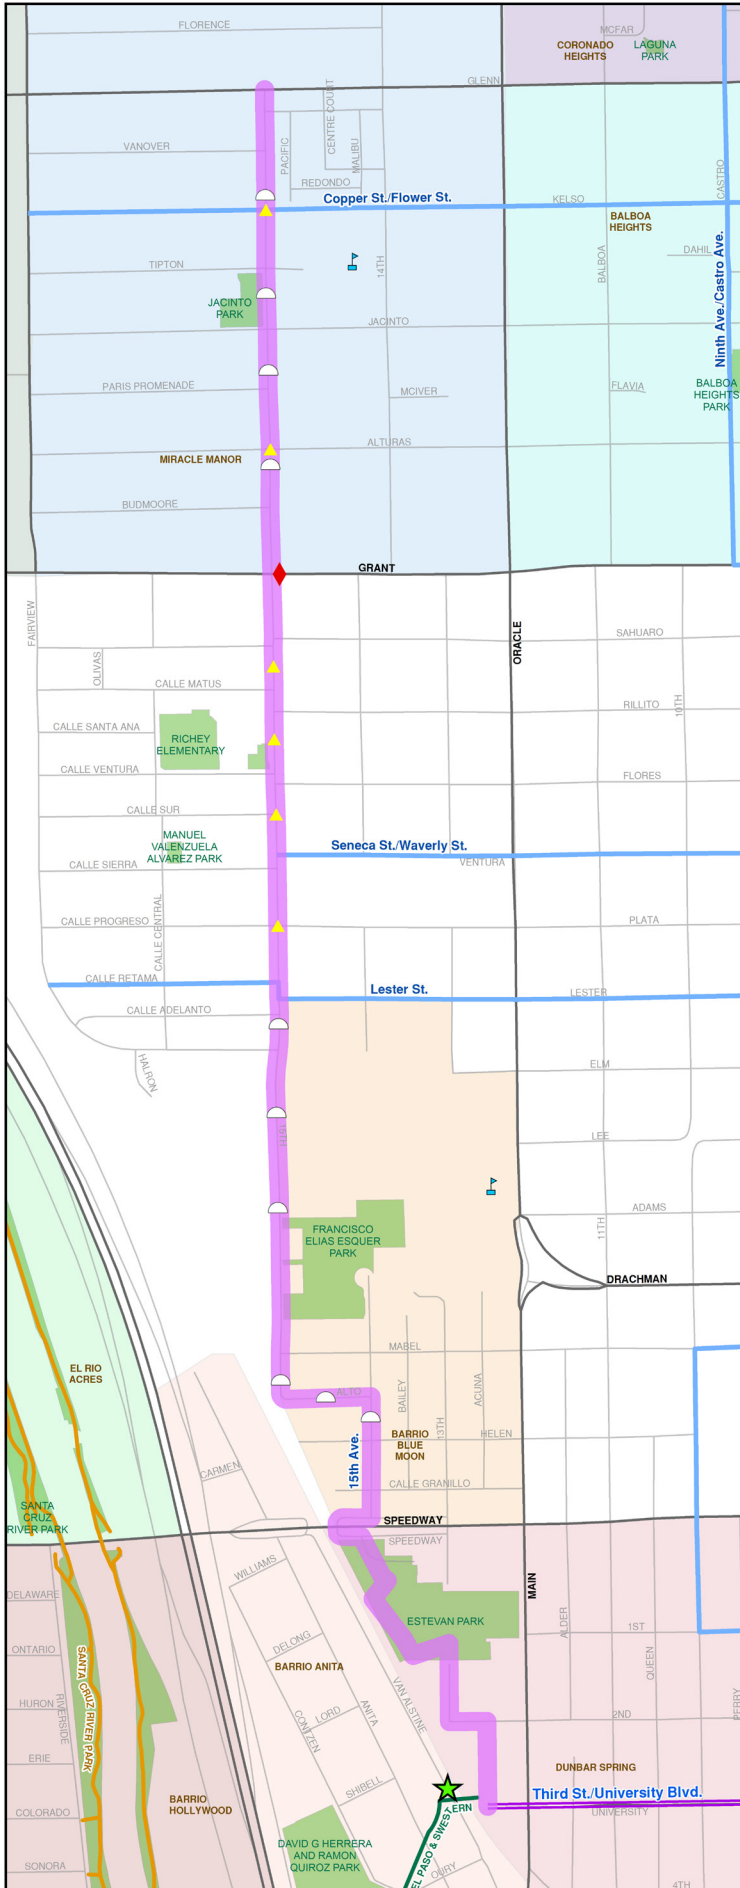 FLORENCE
MCFAR
CORONADO
HEIGHTS
LAGUNA
PARK
GLENN
PACIFIC
CENTRE COURT
MALIBU
VANOVER
REDONDO
CASTRO
Copper St./Flower St.
KELSO
BALBOA
HEIGHTS
TIPTON
14TH
BALBOA
DAHIL
Ninth Ave./Castro Ave.
JACINTO
PARK
JACINTO
PARIS PROMENADE
MCIVER
FLAVIA
BALBOA
HEIGHTS
PARK
ALTURAS
MIRACLE MANOR
BUDMOORE
GRANT
FAIRVIEW
ORACLE
SAHUARO
OLIVAS
CALLE MATUS
RILLITO
10TH
CALLE SANTA ANA
RICHEY
ELEMENTARY
CALLE VENTURA
FLORES
CALLE SUR
MANUEL
VALENZUELA
ALVAREZ PARK
Seneca St./Waverly St.
CALLE SIERRA
VENTURA
CALLE PROGRESO
CALLE CENTRAL
PLATA
CALLE RETAMA
Lester St.
LESTER
CALLE ADELANTO
HALRON
ELM
15TH
LEE
ADAMS
11TH
FRANCISCO
ELIAS ESQUER
PARK
DRACHMAN
MABEL
EL RIO
ACRES
ALTO
BAILEY
ACUNA
13TH
BARRIO
BLUE
MOON
HELEN
15th Ave.
CARMEN
CALLE GRANILLO
SANTA
CRUZ
RIVER PARK
SPEEDWAY
SPEEDWAY
WILLIAMS
DELAWARE
MAIN
ALDER
ESTEVAN PARK
1ST
QUEEN
ONTARIO
DELONG
BARRIO ANITA
SANTA CRUZ RIVER PARK
VAN ALSTINE
HURON
RIVERSIDE
LORD
ANITA
CONTZEN
2ND
PERRY
ERIE
DUNBAR SPRING
SHIBELL
BARRIO
HOLLYWOOD
Third St./University Blvd.
COLORADO
UNIVERSITY
EL PASO & SWESTERN
DAVID G HERRERA
AND RAMON
QUIROZ PARK
SONORA
OURY
4TH